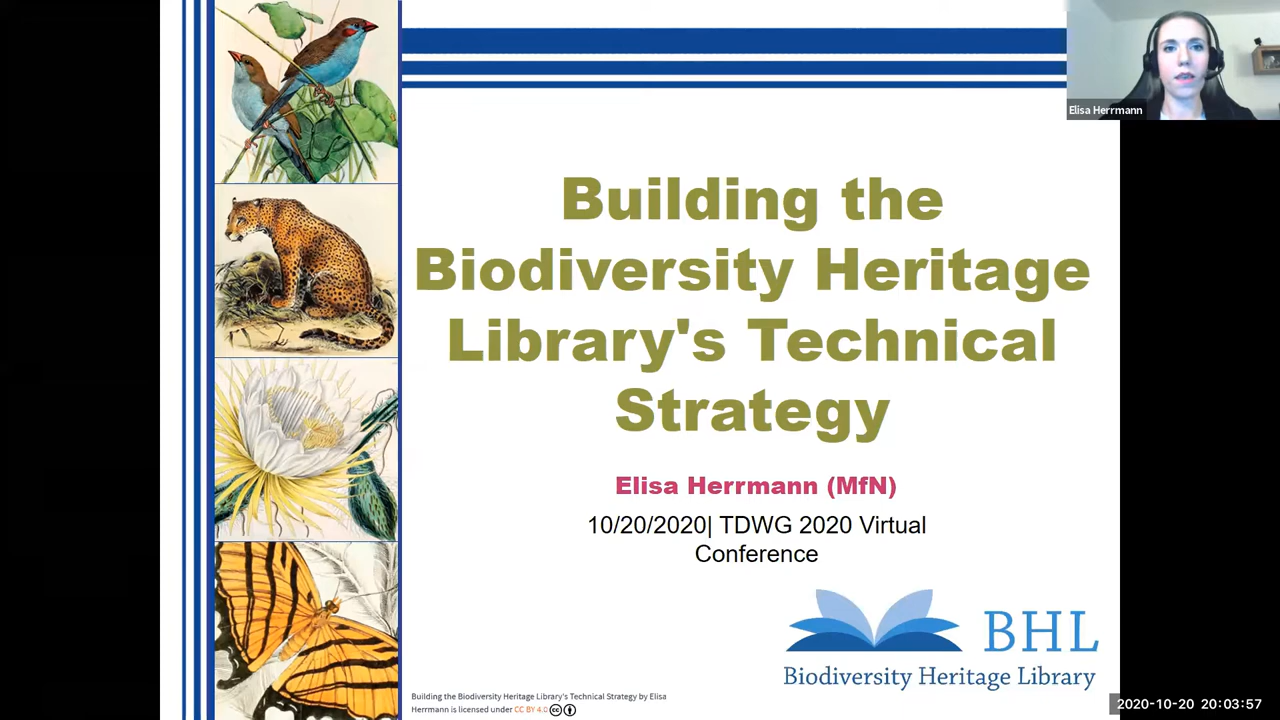 Elisa Herrmann
Building the
Biodiversity Heritage
Library's Technical
Strategy
Elisa Herrmann (MfN)
10/20/2020| TDWG 2020 Virtual
Conference
BHL
Biodiversity Heritage Library
Building the Biodiversity Heritage Library's Technical Strategy by Elisa
Herrmann is licensed under CC BY 4.0
2020-10-20 20:03:57